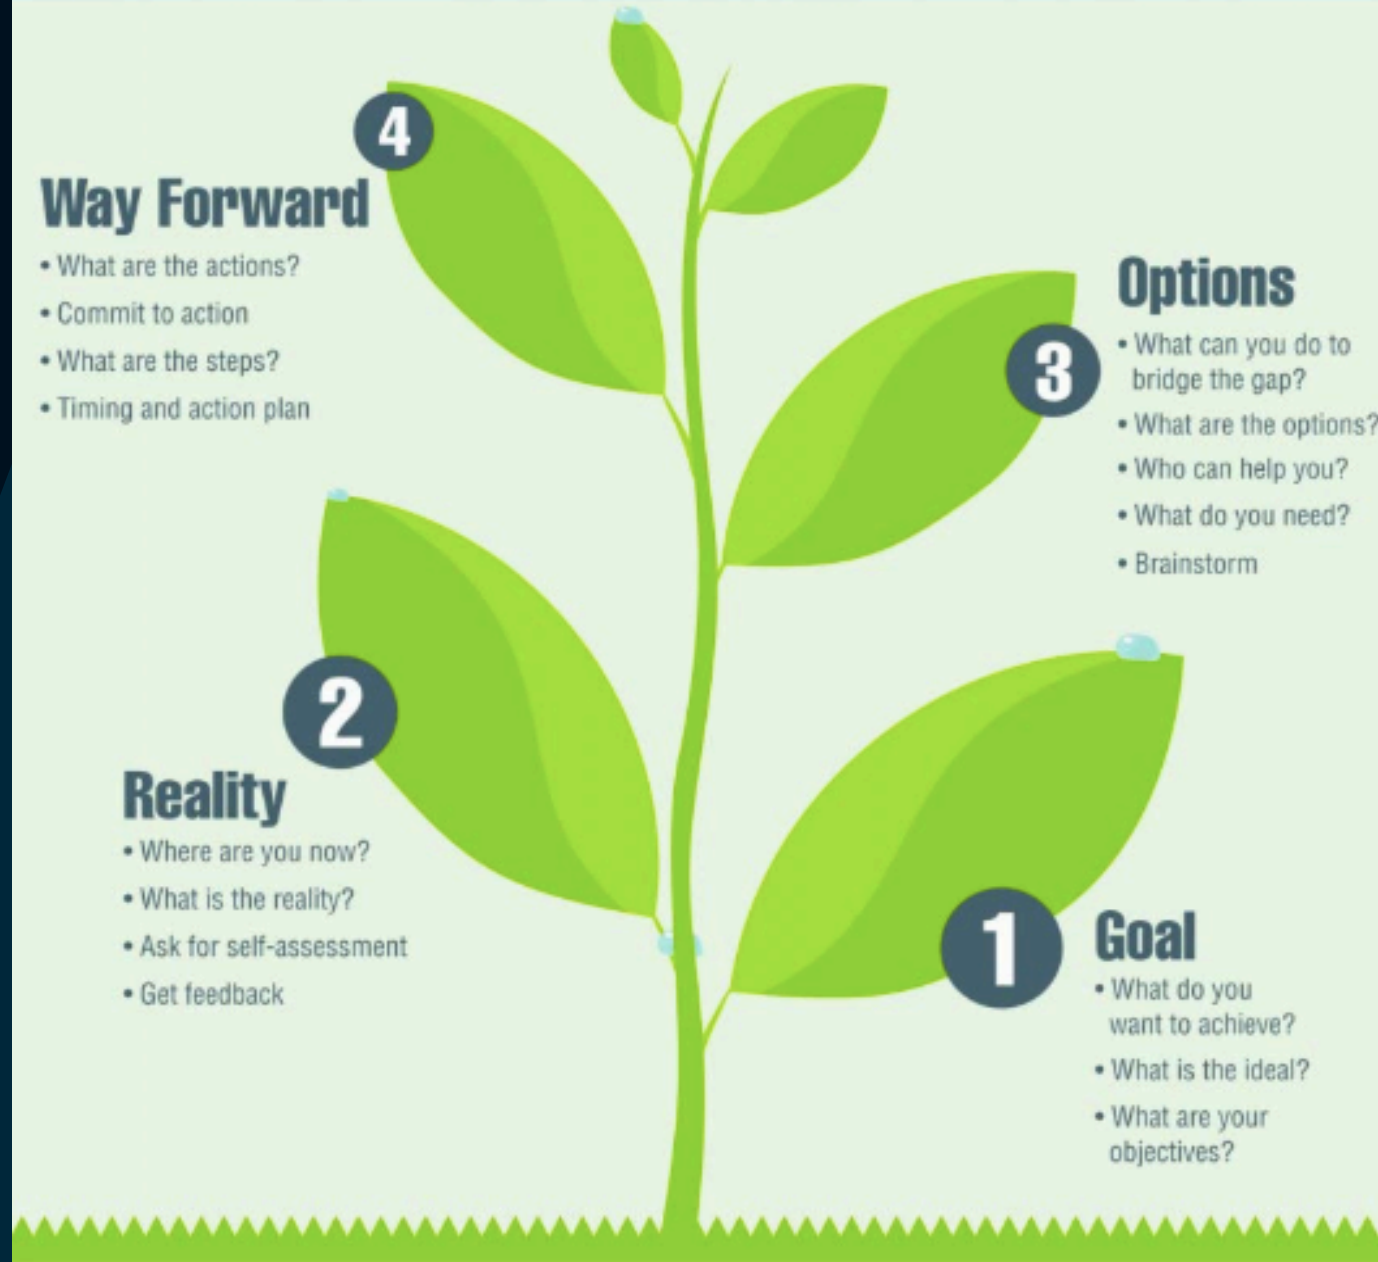 4
Way Forward
• What are the actions?
• Commit to action
• What are the steps?
• Timing and action plan
3
Options
• What can you do to
bridge the gap?
• What are the options?
• Who can help you?
• What do you need?
• Brainstorm
2
Reality
• Where are you now?
• What is the reality?
• Ask for self-assessment
• Get feedback
1
Goal
• What do you
want to achieve?
• What is the ideal?
• What are your
objectives?